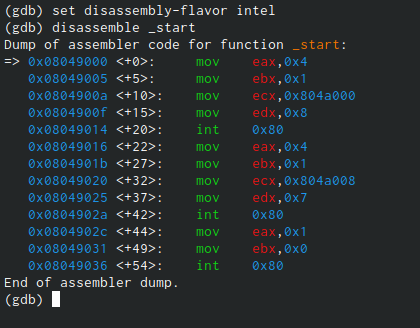 (gdb) set disassembly-flavor intel
(gdb) disassemble _start
Dump of assembler code for function _start:
=> 0x08049000 <+0>: mov eax,0x4
0x08049005 <+5>: mov ebx,0x1
0x0804900a <+10>: mov ecx,0x804a000
0x0804900f <+15>: mov edx,0x8
0x08049014 <+20>: int 0x80
0x08049016 <+22>: mov eax,0x4
0x0804901b <+27>: mov ebx,0x1
0x08049020 <+32>: mov ecx,0x804a008
0x08049025 <+37>: mov edx,0x7
0x0804902a <+42>: int 0x80
0x0804902c <+44>: mov eax,0x1
0x08049031 <+49>: mov ebx,0x0
0x08049036 <+54>: int 0x80
End of assembler dump.
(gdb)